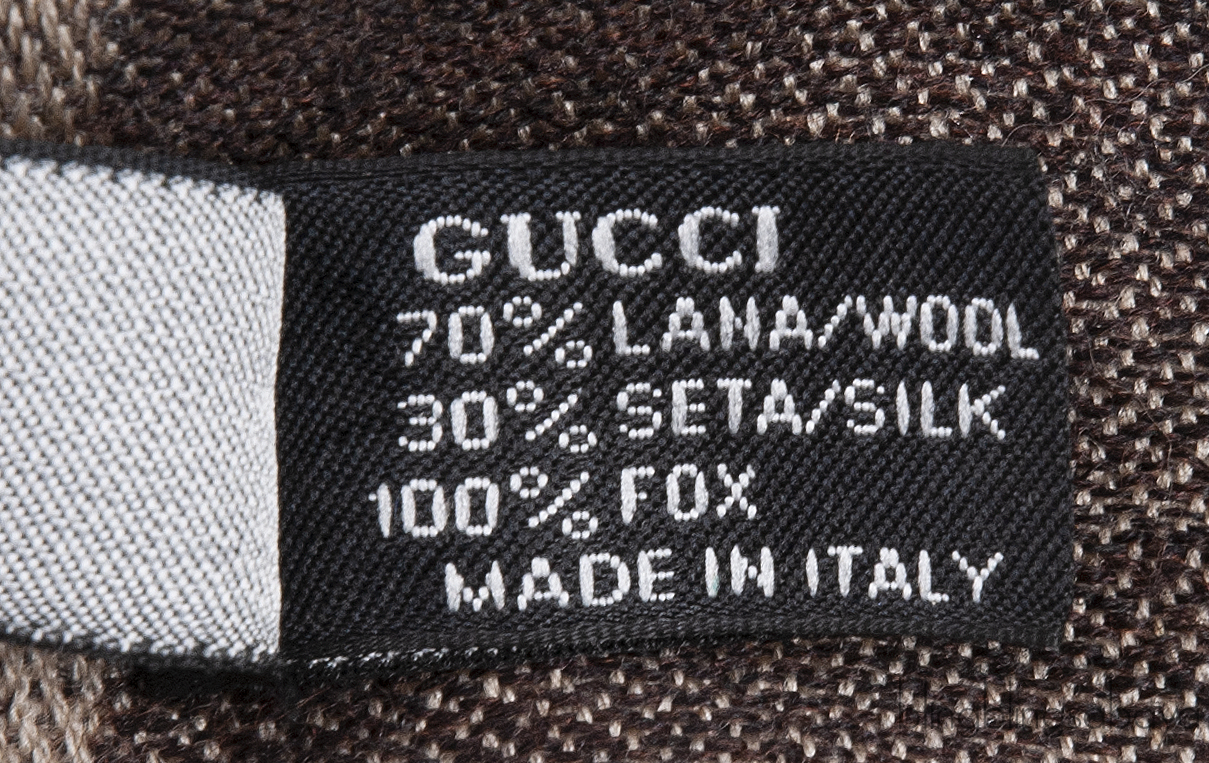 GUCCI
70% LANA/WOOL
30% SETA/SILK
100% FOX
MADE IN ITALY